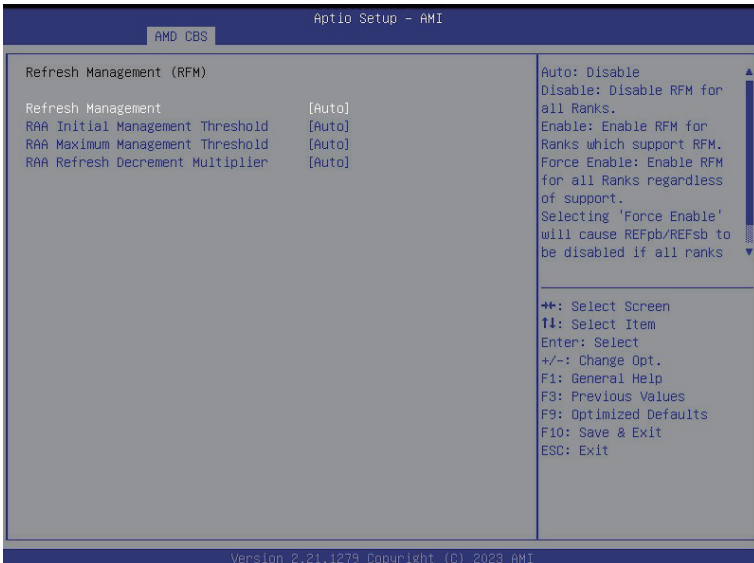 Aptio Setup – AMI
AMD CBS
Refresh Management (RFM)
Refresh Management [Auto]
RAA Initial Management Threshold [Auto]
RAA Maximum Management Threshold [Auto]
RAA Refresh Decrement Multiplier [Auto]
Auto: Disable
Disable: Disable RFM for
all Ranks.
Enable: Enable RFM for
Ranks which support RFM.
Force Enable: Enable RFM
for all Ranks regardless
of support.
Selecting 'Force Enable'
will cause REFpb/REFsb to
be disabled if all ranks
→←: Select Screen
↑↓: Select Item
Enter: Select
+/-: Change Opt.
F1: General Help
F3: Previous Values
F9: Optimized Defaults
F10: Save & Exit
ESC: Exit
Version 2.21.1279 Copyright (C) 2023 AMI